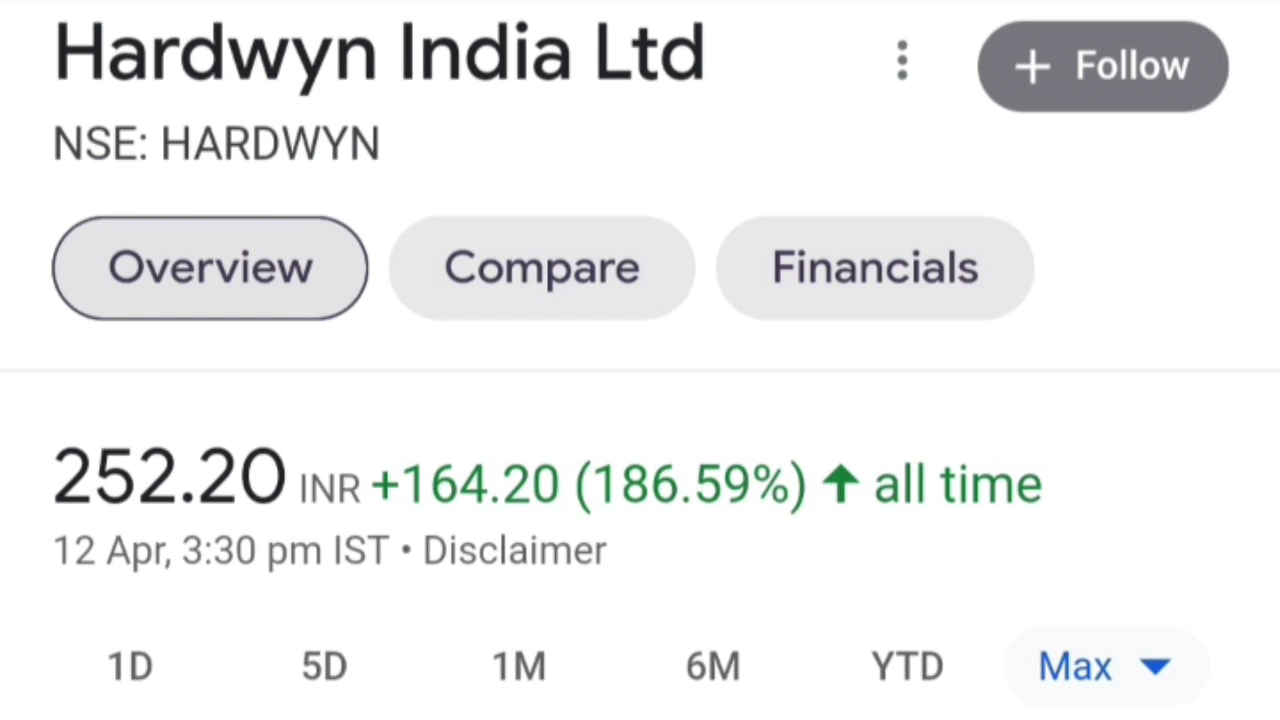 Hardwyn India Ltd
+ Follow
NSE: HARDWYN
Overview Compare Financials
252.20 INR +164.20 (186.59%) ↑ all time
12 Apr, 3:30 pm IST • Disclaimer
1D 5D 1M 6M YTD Max